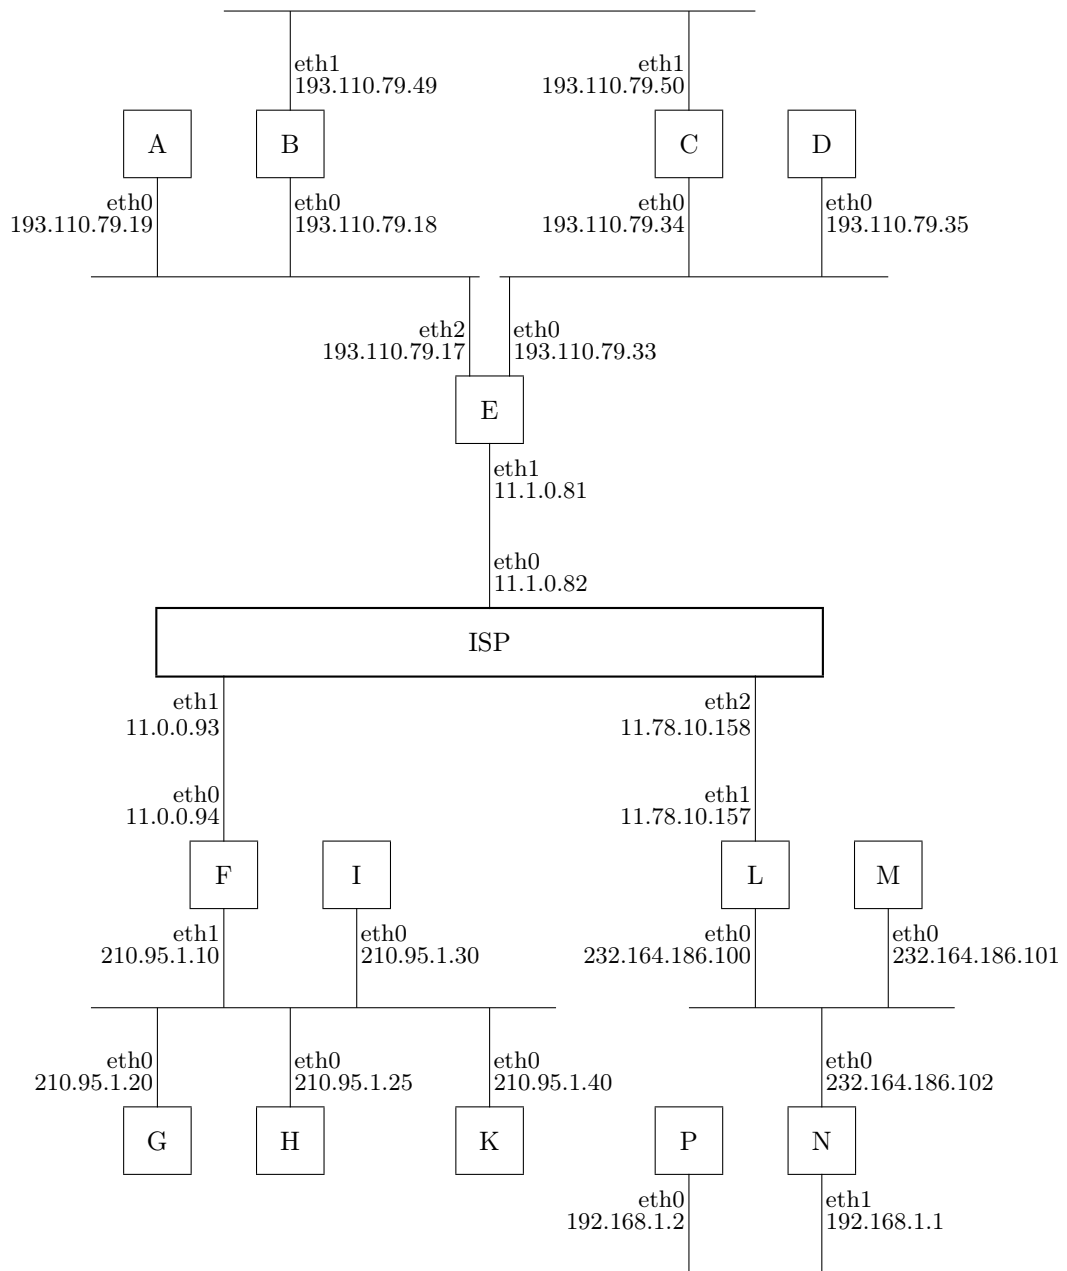 eth1
193.110.79.49
eth1
193.110.79.50
A
B
C
D
eth0
193.110.79.19
eth0
193.110.79.18
eth0
193.110.79.34
eth0
193.110.79.35
eth2
193.110.79.17
eth0
193.110.79.33
E
eth1
11.1.0.81
eth0
11.1.0.82
ISP
eth1
11.0.0.93
eth2
11.78.10.158
eth0
11.0.0.94
eth1
11.78.10.157
F
I
L
M
eth1
210.95.1.10
eth0
210.95.1.30
eth0
232.164.186.100
eth0
232.164.186.101
eth0
210.95.1.20
eth0
210.95.1.25
eth0
210.95.1.40
eth0
232.164.186.102
G
H
K
P
N
eth0
192.168.1.2
eth1
192.168.1.1